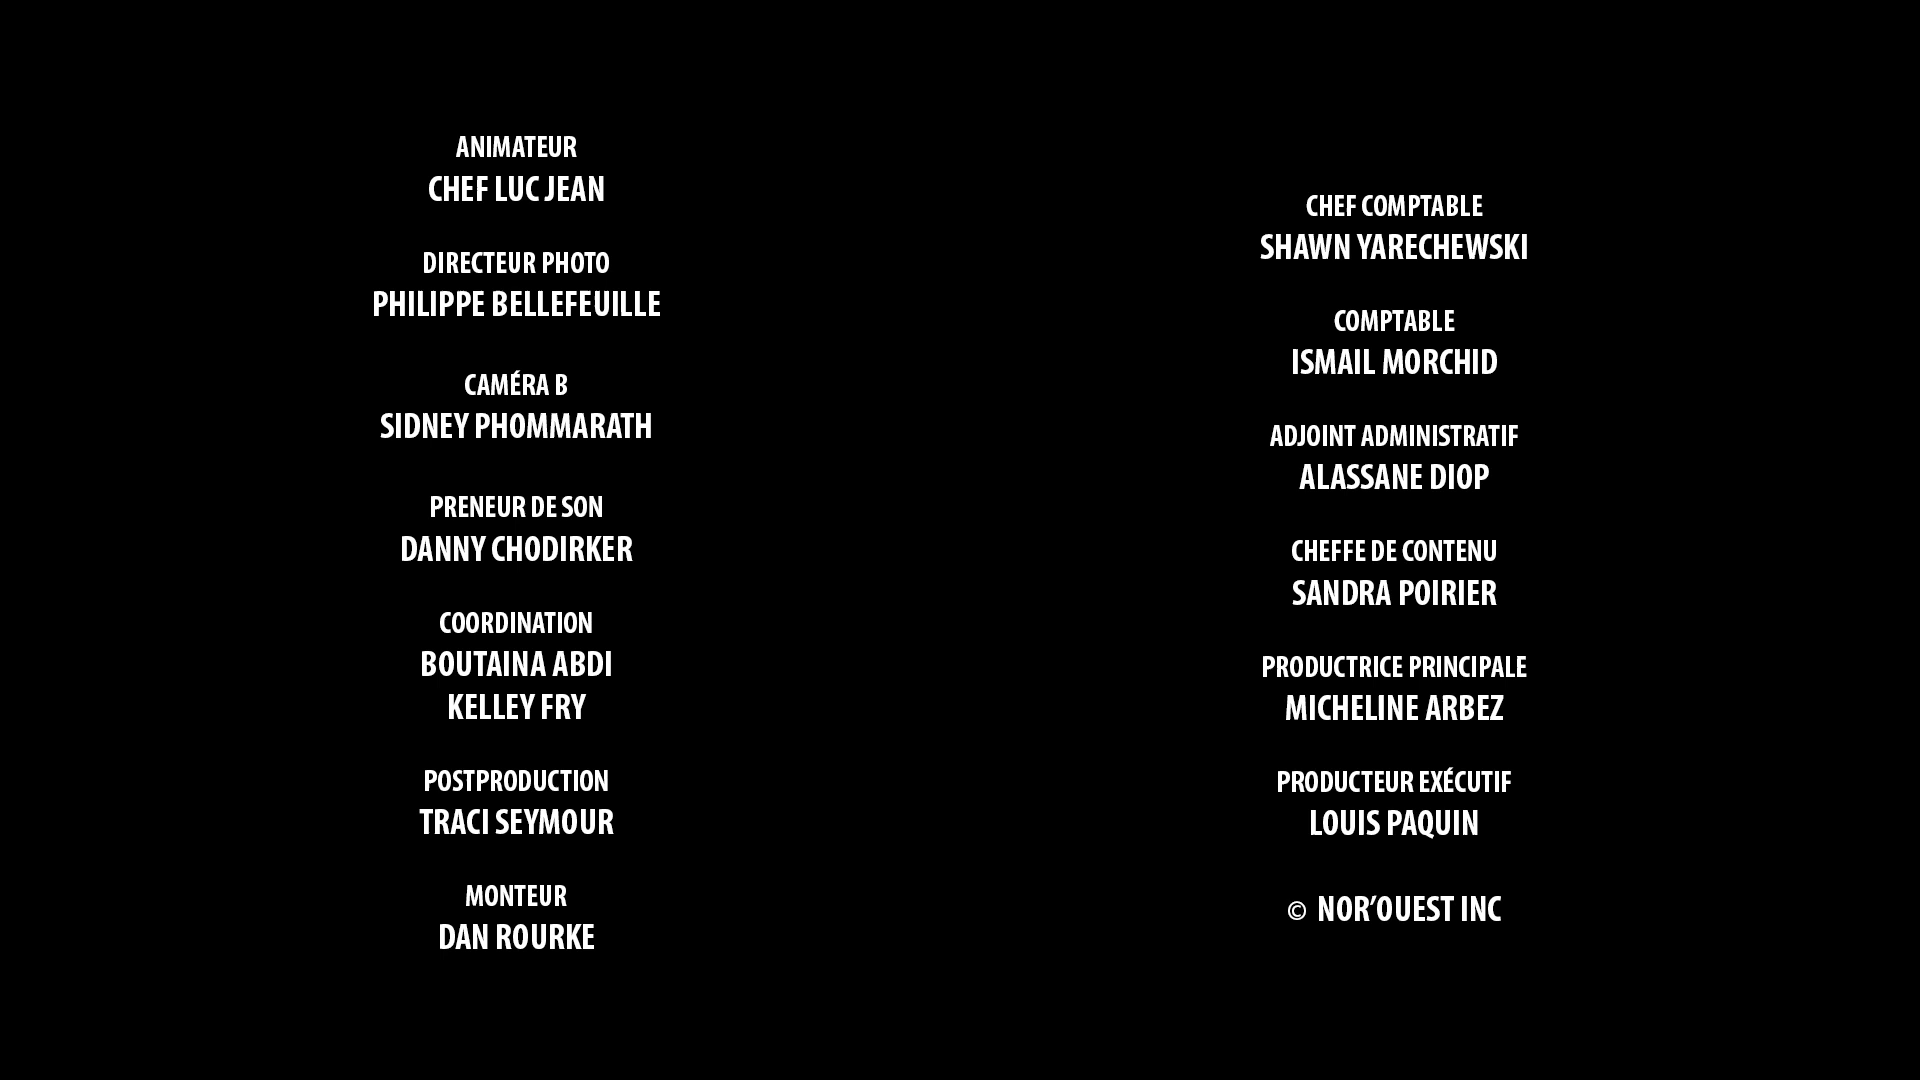 ANIMATEUR
CHEF LUC JEAN
DIRECTEUR PHOTO
PHILIPPE BELLEFEUILLE
CAMÉRA B
SIDNEY PHOMMARATH
PRENEUR DE SON
DANNY CHODIRKER
COORDINATION
BOUTAINA ABDI
KELLEY FRY
POSTPRODUCTION
TRACI SEYMOUR
MONTEUR
DAN ROURKE
CHEF COMPTABLE
SHAWN YARECHEWSKI
COMPTABLE
ISMAIL MORCHID
ADJOINT ADMINISTRATIF
ALASSANE DIOP
CHEFFE DE CONTENU
SANDRA POIRIER
PRODUCTRICE PRINCIPALE
MICHELINE ARBEZ
PRODUCTEUR EXÉCUTIF
LOUIS PAQUIN
© NOR’OUEST INC